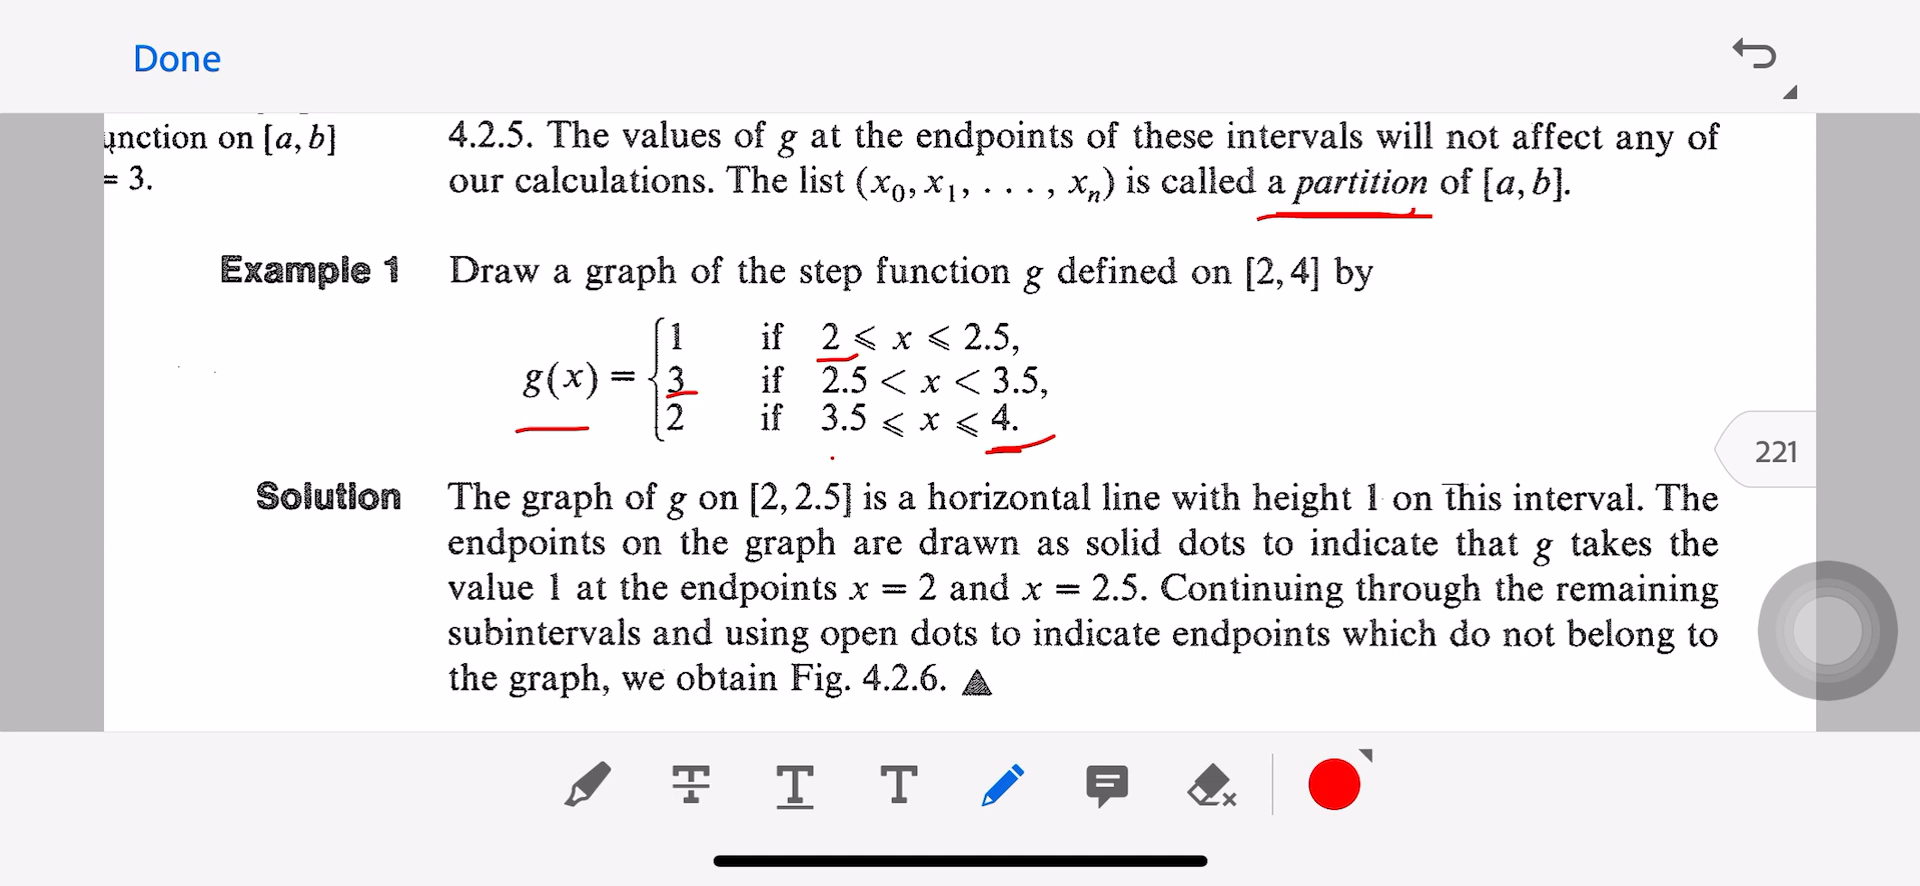 Done
unction on [a, b]
= 3.
4.2.5. The values of g at the endpoints of these intervals will not affect any of
our calculations. The list (x₀, x₁, . . . , xₙ) is called a partition of [a, b].
Example 1 Draw a graph of the step function g defined on [2, 4] by
g(x) = { 1 if 2 ⩽ x ⩽ 2.5,
3 if 2.5 < x < 3.5,
2 if 3.5 ⩽ x ⩽ 4.
221
Solution The graph of g on [2, 2.5] is a horizontal line with height 1 on this interval. The
endpoints on the graph are drawn as solid dots to indicate that g takes the
value 1 at the endpoints x = 2 and x = 2.5. Continuing through the remaining
subintervals and using open dots to indicate endpoints which do not belong to
the graph, we obtain Fig. 4.2.6. ▲